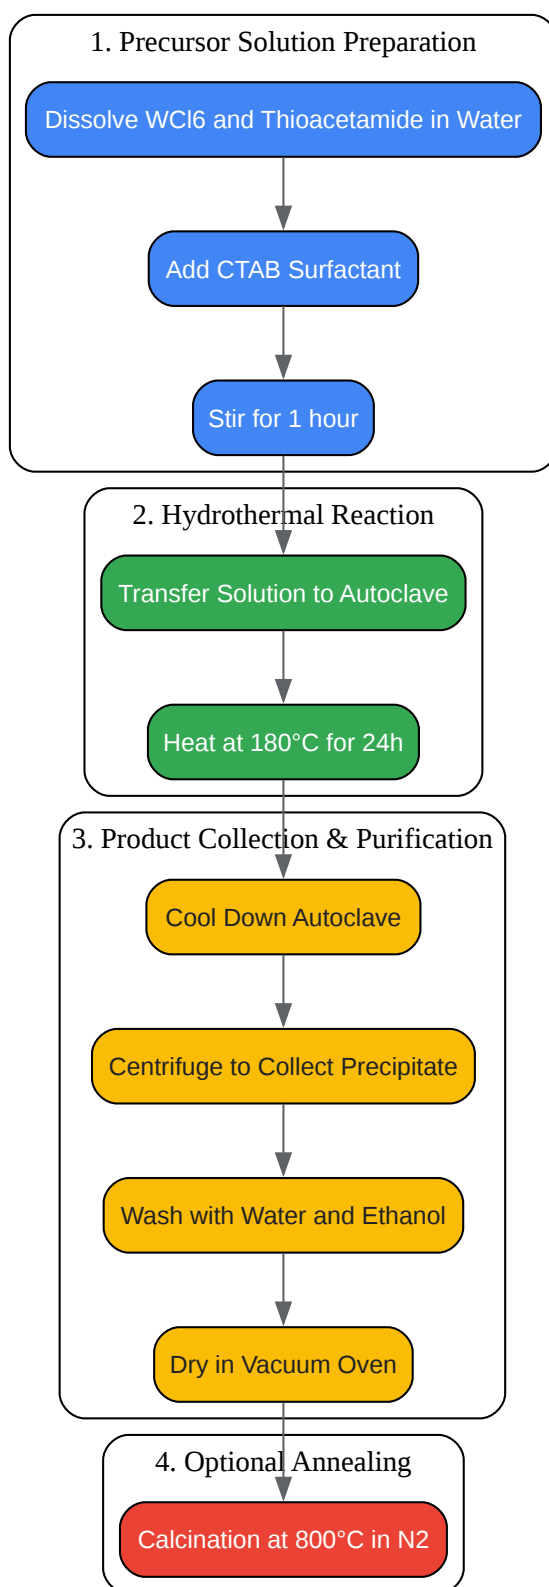 1. Precursor Solution Preparation
Dissolve WCl6 and Thioacetamide in Water
Add CTAB Surfactant
Stir for 1 hour
2. Hydrothermal Reaction
Transfer Solution to Autoclave
Heat at 180°C for 24h
3. Product Collection & Purification
Cool Down Autoclave
Centrifuge to Collect Precipitate
Wash with Water and Ethanol
Dry in Vacuum Oven
4. Optional Annealing
Calcination at 800°C in N2